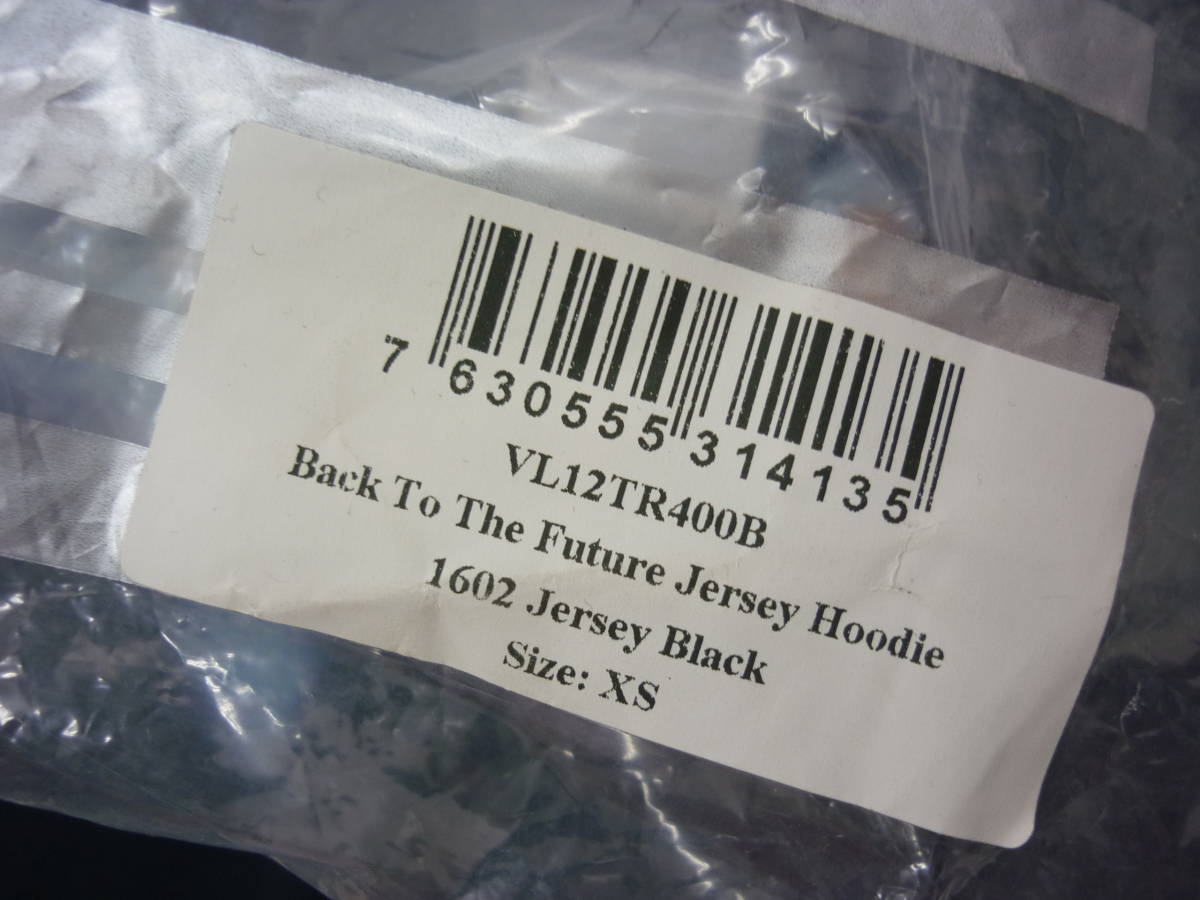 7 630555 314135
VL12TR400B
Back To The Future Jersey Hoodie
1602 Jersey Black
Size: XS